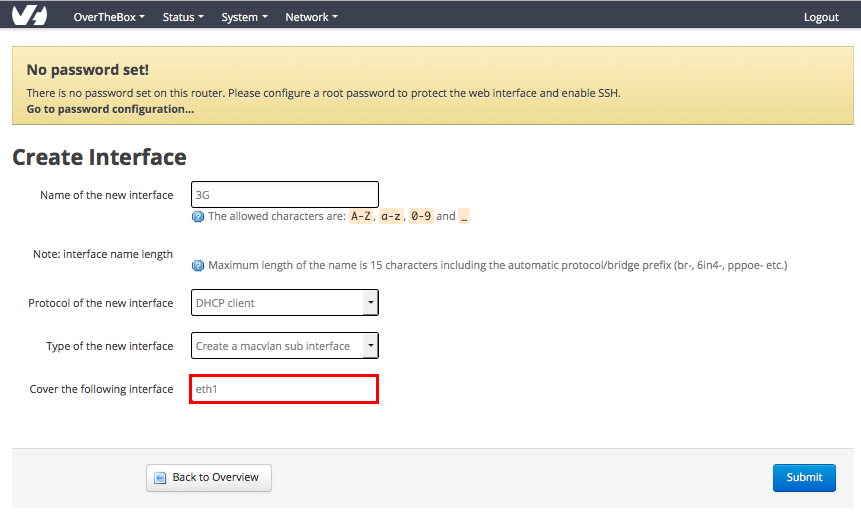 OverTheBox Status System Network Logout
No password set!
There is no password set on this router. Please configure a root password to protect the web interface and enable SSH.
Go to password configuration...
Create Interface
Name of the new interface 3G
The allowed characters are: A-Z, a-z, 0-9 and _
Note: interface name length
Maximum length of the name is 15 characters including the automatic protocol/bridge prefix (br-, 6in4-, pppoe- etc.)
Protocol of the new interface DHCP client
Type of the new interface Create a macvlan sub interface
Cover the following interface eth1
Back to Overview Submit